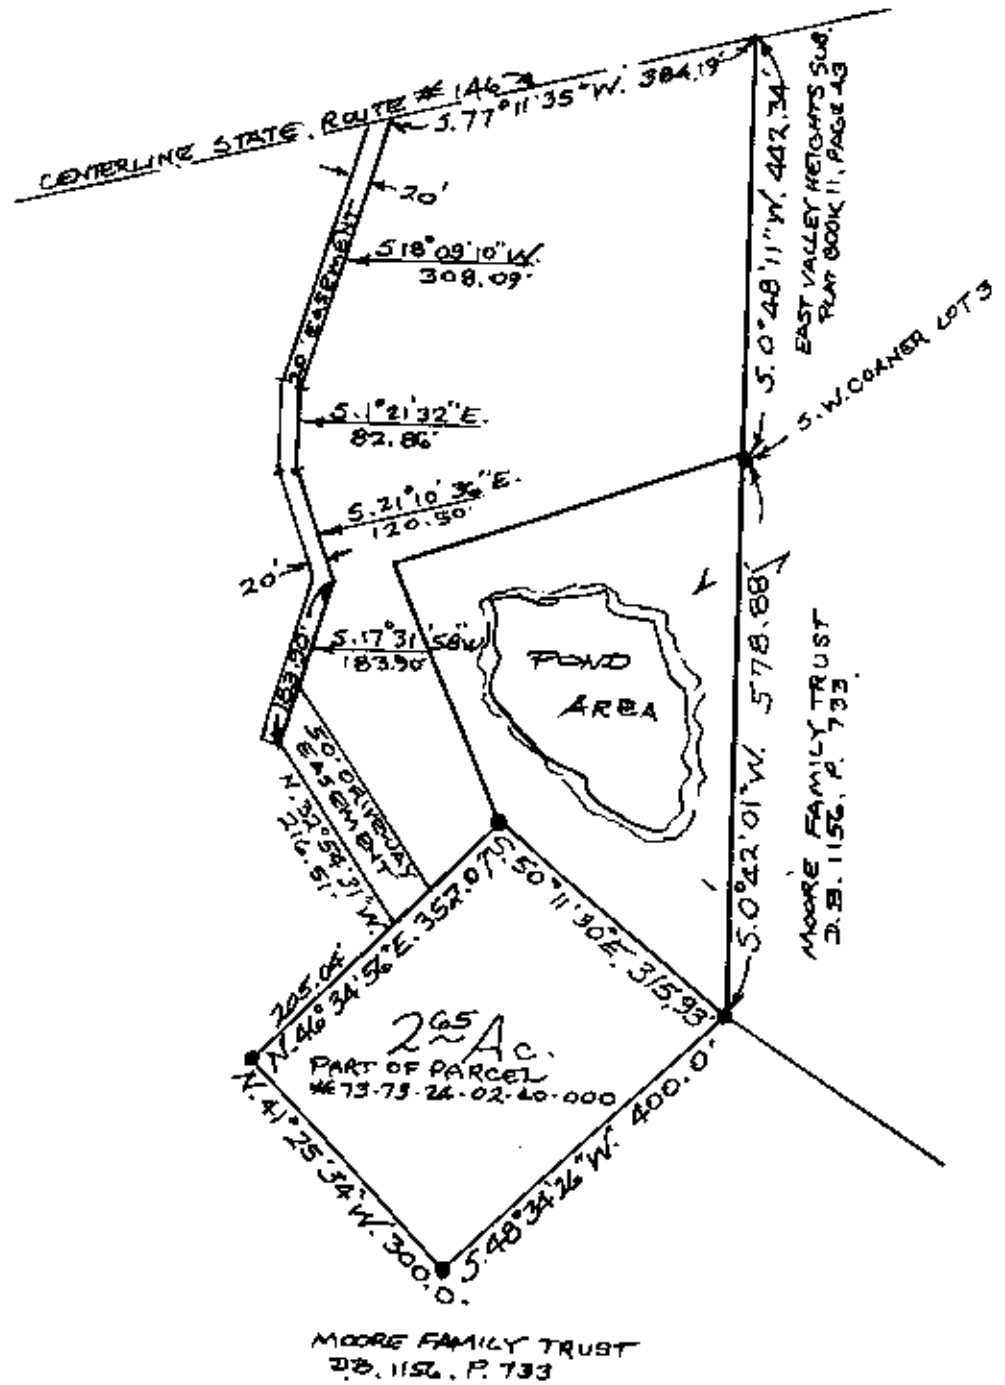 CENTERLINE STATE ROUTE # 146
S.77°11'35"W. 384.19'
S.0°48'11"W. 442.34'
EAST VALLEY HEIGHTS SUB.
PLAT BOOK 11, PAGE 43
20'
20' EASEMENT
S18°09'10"W.
308.09'
S.W. CORNER LOT 3
S.1°21'32"E.
82.86'
S.21°10'36"E.
120.50'
20'
S.17°31'58"W
183.90'
183.90'
POND
AREA
S.0°42'01"W. 578.88'
MOORE FAMILY TRUST
D.B. 1156, P. 733.
50' DRIVEWAY
EASEMENT
N.32°54'31"W.
216.51'
N.46°34'56"E. 352.07'
205.04'
S.50°11'30"E. 315.93'
2.65 Ac.
PART OF PARCEL
#73-73-26-02-40-000
N.41°25'34"W. 300.0.
S.48°34'26"W. 400.0'
MOORE FAMILY TRUST
D.B. 1156, P. 733